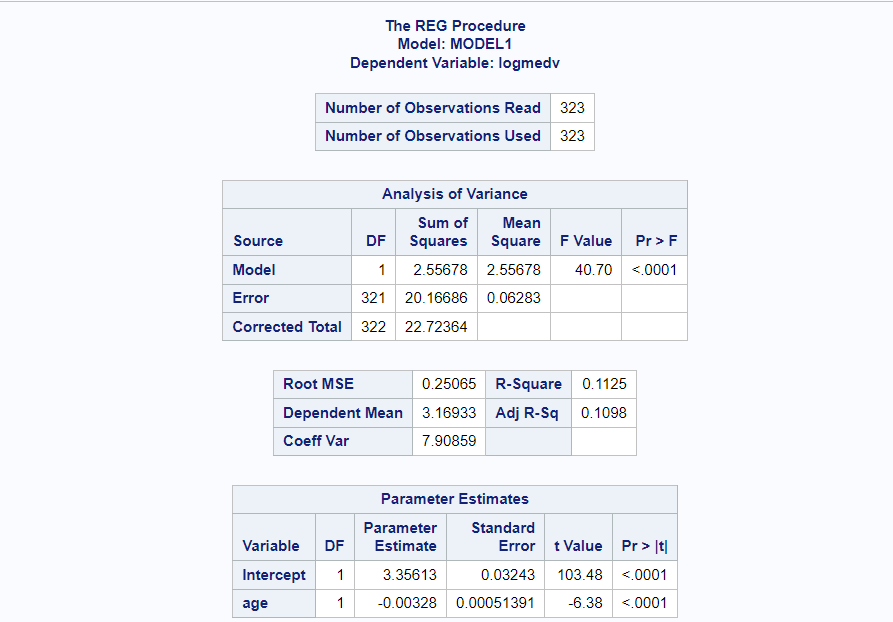 The REG Procedure
Model: MODEL1
Dependent Variable: logmedv
Number of Observations Read 323
Number of Observations Used 323
Analysis of Variance
Source DF Sum of Squares Mean Square F Value Pr > F
Model 1 2.55678 2.55678 40.70 <.0001
Error 321 20.16686 0.06283
Corrected Total 322 22.72364
Root MSE 0.25065 R-Square 0.1125
Dependent Mean 3.16933 Adj R-Sq 0.1098
Coeff Var 7.90859
Parameter Estimates
Variable DF Parameter Estimate Standard Error t Value Pr > |t|
Intercept 1 3.35613 0.03243 103.48 <.0001
age 1 -0.00328 0.00051391 -6.38 <.0001